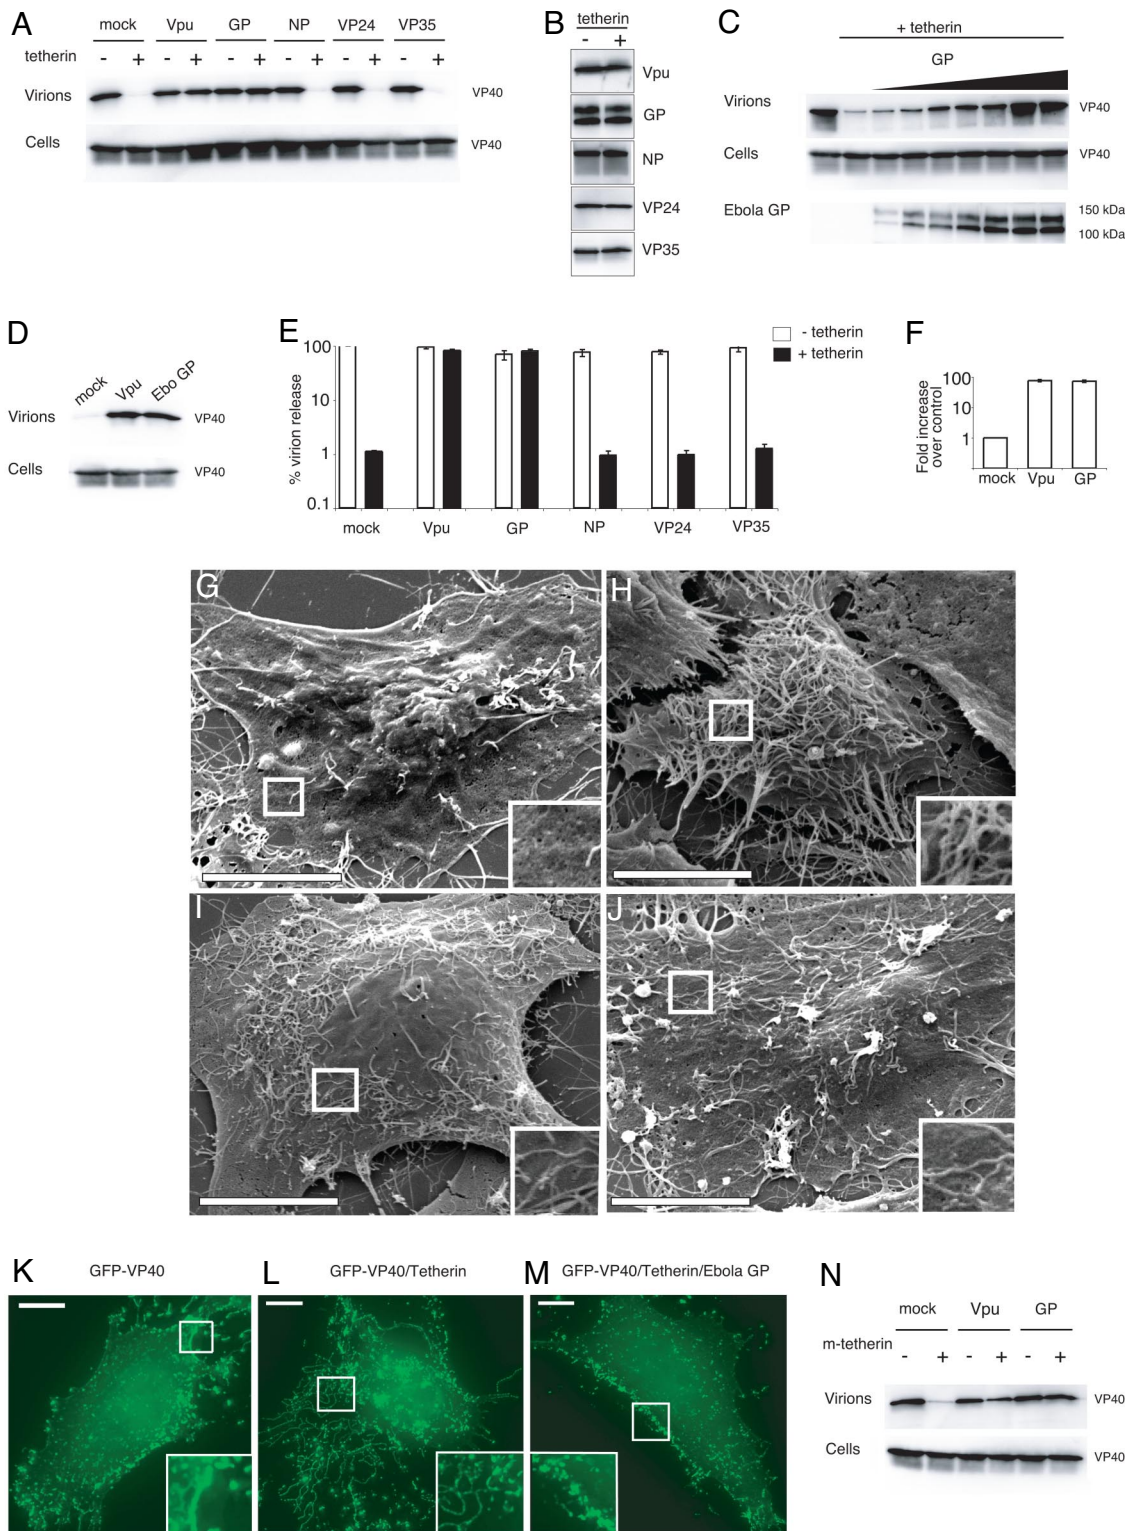 A
mock Vpu GP NP VP24 VP35
tetherin - + - + - + - + - + - +
Virions VP40
Cells VP40
B
tetherin
- +
Vpu
GP
NP
VP24
VP35
C
+ tetherin
GP
Virions VP40
Cells VP40
Ebola GP 150 kDa
100 kDa
D
mock Vpu Ebo GP
Virions VP40
Cells VP40
E
% virion release
100
10
1
0.1
mock Vpu GP NP VP24 VP35
- tetherin
+ tetherin
F
Fold increase
over control
100
10
1
mock Vpu GP
G
H
I
J
K GFP-VP40
L GFP-VP40/Tetherin
M GFP-VP40/Tetherin/Ebola GP
N
mock Vpu GP
m-tetherin - + - + - +
Virions VP40
Cells VP40